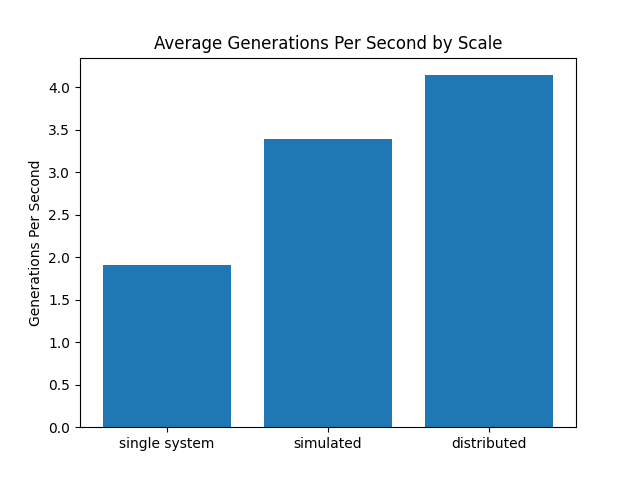 Average Generations Per Second by Scale
Generations Per Second
4.0
3.5
3.0
2.5
2.0
1.5
1.0
0.5
0.0
single system
simulated
distributed